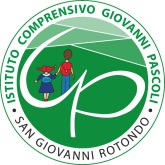 ISTITUTO COMPRENSIVO GIOVANNI PASCOLI
GP
• SAN GIOVANNI ROTONDO •